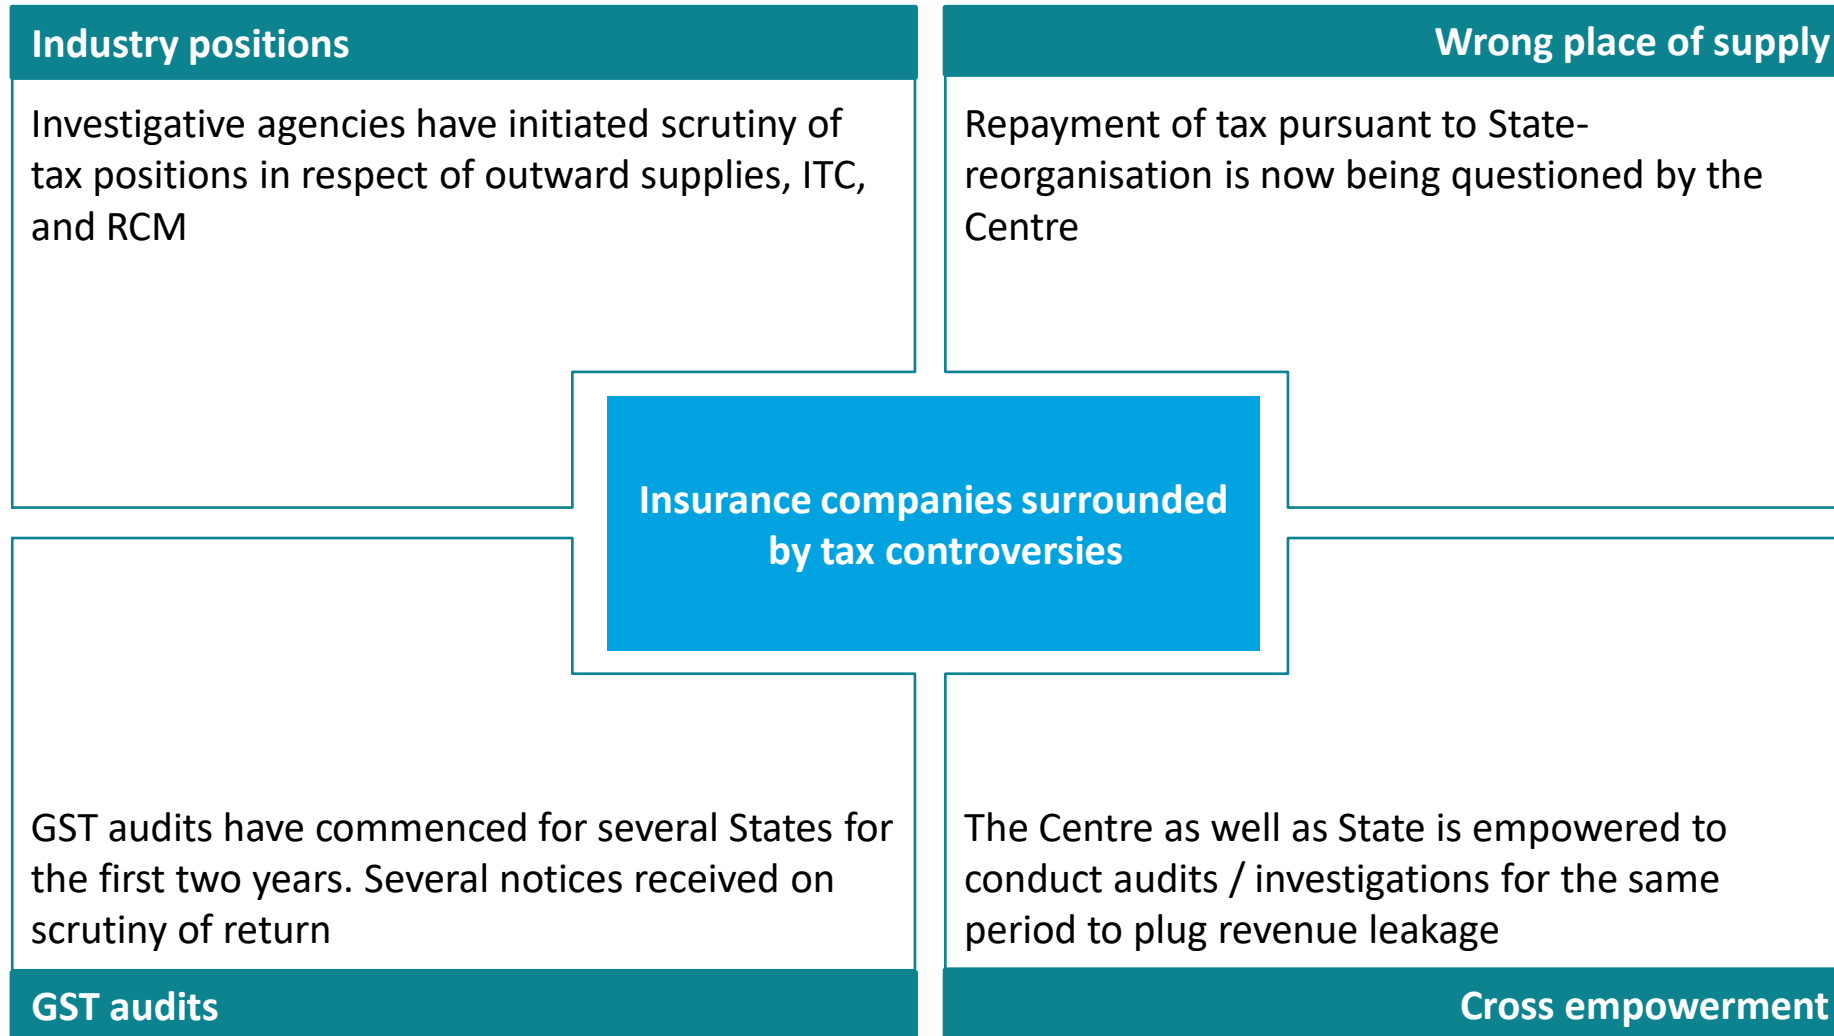 Industry positions
Investigative agencies have initiated scrutiny of
tax positions in respect of outward supplies, ITC,
and RCM
Wrong place of supply
Repayment of tax pursuant to State-
reorganisation is now being questioned by the
Centre
Insurance companies surrounded
by tax controversies
GST audits have commenced for several States for
the first two years. Several notices received on
scrutiny of return
GST audits
The Centre as well as State is empowered to
conduct audits / investigations for the same
period to plug revenue leakage
Cross empowerment